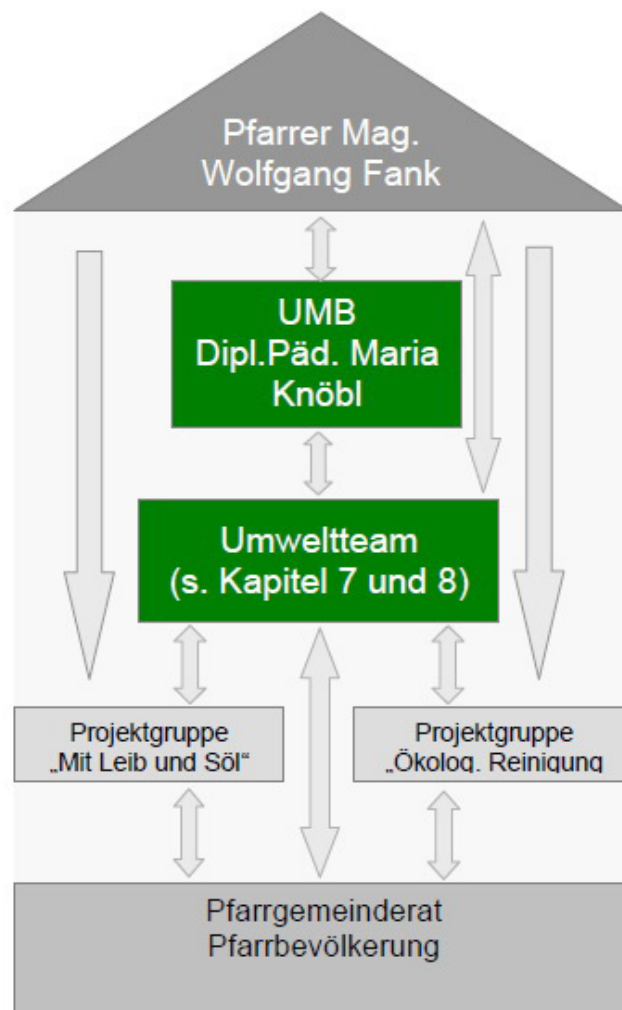 Pfarrer Mag.
Wolfgang Fank
UMB
Dipl.Päd. Maria
Knöbl
Umweltteam
(s. Kapitel 7 und 8)
Projektgruppe
„Mit Leib und Söl“
Projektgruppe
„Ökolog. Reinigung
Pfarrgemeinderat
Pfarrbevölkerung